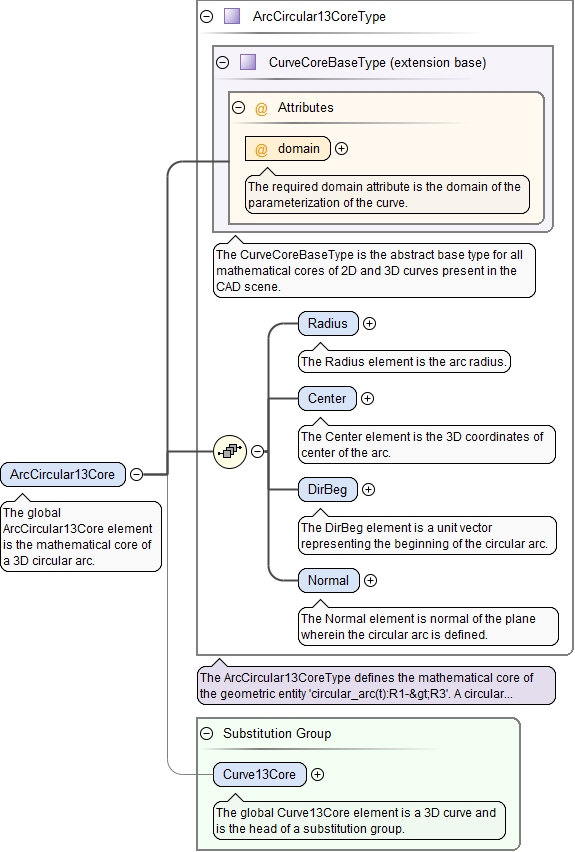 ArcCircular13CoreType
CurveCoreBaseType (extension base)
@ Attributes
@ domain
The required domain attribute is the domain of the
parameterization of the curve.
The CurveCoreBaseType is the abstract base type for all
mathematical cores of 2D and 3D curves present in the
CAD scene.
Radius
The Radius element is the arc radius.
Center
The Center element is the 3D coordinates of
center of the arc.
ArcCircular13Core
The global
ArcCircular13Core element
is the mathematical core of
a 3D circular arc.
DirBeg
The DirBeg element is a unit vector
representing the beginning of the circular arc.
Normal
The Normal element is normal of the plane
wherein the circular arc is defined.
The ArcCircular13CoreType defines the mathematical core of
the geometric entity 'circular_arc(t):R1-&gt;R3'. A circular...
Substitution Group
Curve13Core
The global Curve13Core element is a 3D curve and
is the head of a substitution group.